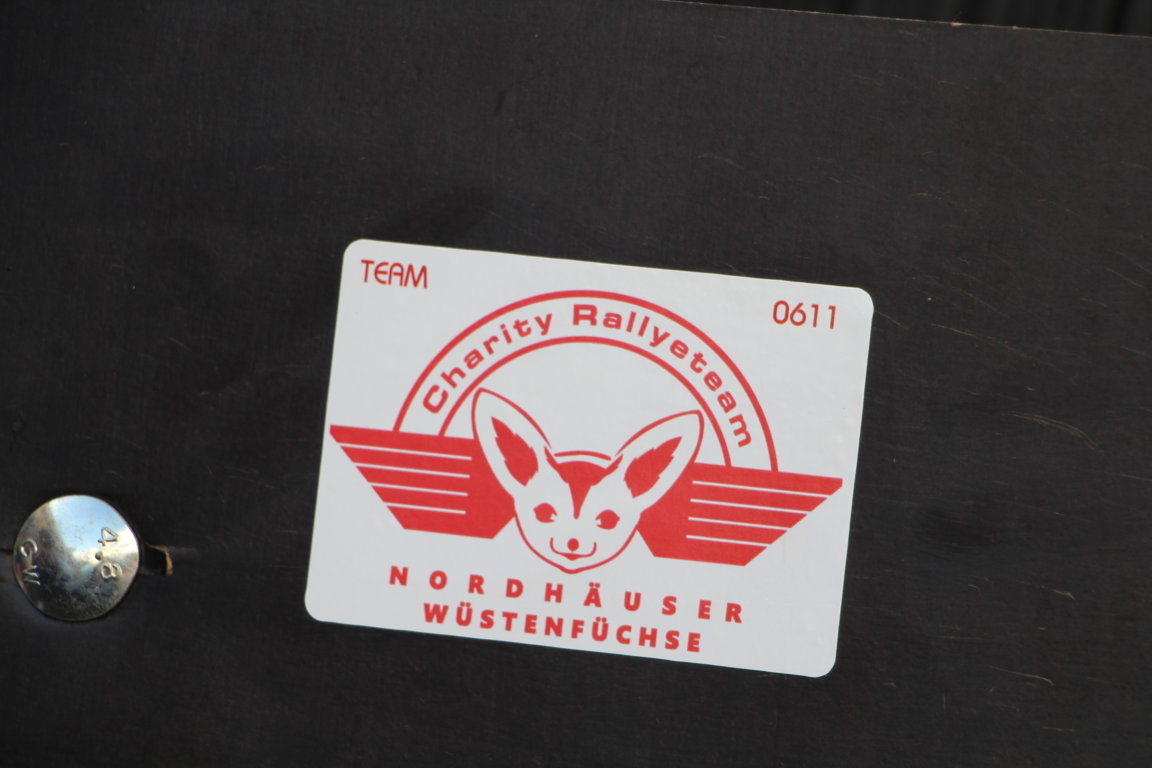 TEAM
0611
Charity Rallyeteam
NORDHÄUSER
WÜSTENFÜCHSE
4.8